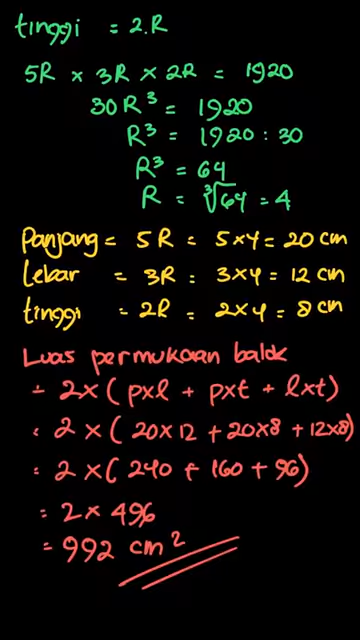 tinggi = 2.R
5R × 3R × 2R = 1920
30R³ = 1920
R³ = 1920 : 30
R³ = 64
R = ∛64 = 4
Panjang = 5R = 5×4 = 20 cm
Lebar = 3R = 3×4 = 12 cm
tinggi = 2R = 2×4 = 8 cm
Luas permukaan balok
= 2×(p×l + p×t + l×t)
= 2 × (20×12 + 20×8 + 12×8)
= 2 ×(240 + 160 + 96)
= 2 × 496
= 992 cm²